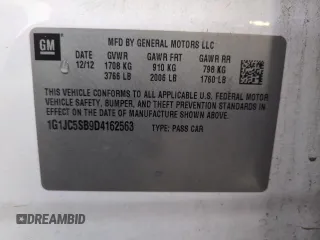 GM
MFD BY GENERAL MOTORS LLC
DATE GVWR GAWR FRT GAWR RR
12/12 1708 KG 910 KG 798 KG
3766 LB 2006 LB 1760 LB
THIS VEHICLE CONFORMS TO ALL APPLICABLE U.S. FEDERAL MOTOR
VEHICLE SAFETY, BUMPER, AND THEFT PREVENTION STANDARDS
IN EFFECT ON THE DATE OF MANUFACTURE SHOWN ABOVE.
1G1JC5SB9D4162563 TYPE: PASS CAR
DREAMBID